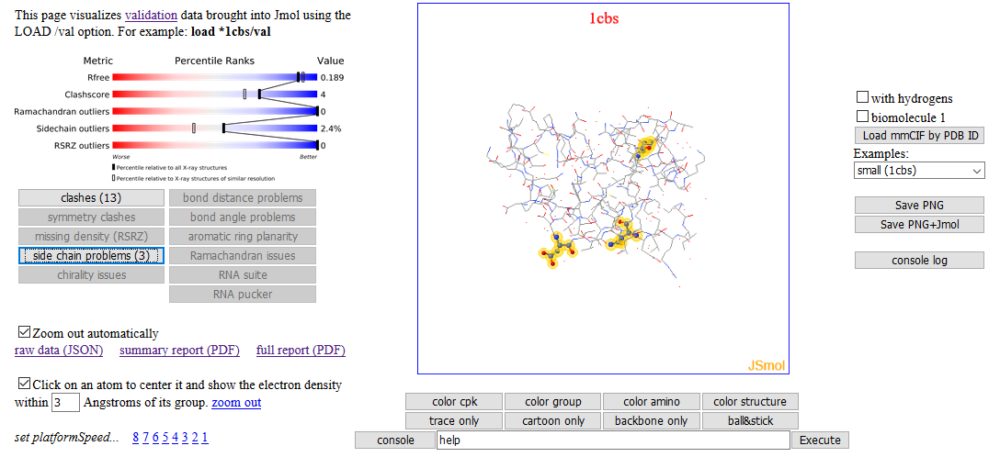 This page visualizes validation data brought into Jmol using the
LOAD /val option. For example: load *1cbs/val
Metric Percentile Ranks Value
Rfree 0.189
Clashscore 4
Ramachandran outliers 0
Sidechain outliers 2.4%
RSRZ outliers 0
Worse Better
Percentile relative to all X-ray structures
Percentile relative to X-ray structures of similar resolution
clashes (13) bond distance problems
symmetry clashes bond angle problems
missing density (RSRZ) aromatic ring planarity
side chain problems (3) Ramachandran issues
chirality issues RNA suite
RNA pucker
Zoom out automatically
raw data (JSON) summary report (PDF) full report (PDF)
Click on an atom to center it and show the electron density
within 3 Angstroms of its group. zoom out
set platformSpeed... 8 7 6 5 4 3 2 1
1cbs
JSmol
color cpk color group color amino color structure
trace only cartoon only backbone only ball&stick
console help Execute
with hydrogens
biomolecule 1
Load mmCIF by PDB ID
Examples:
small (1cbs)
Save PNG
Save PNG+Jmol
console log